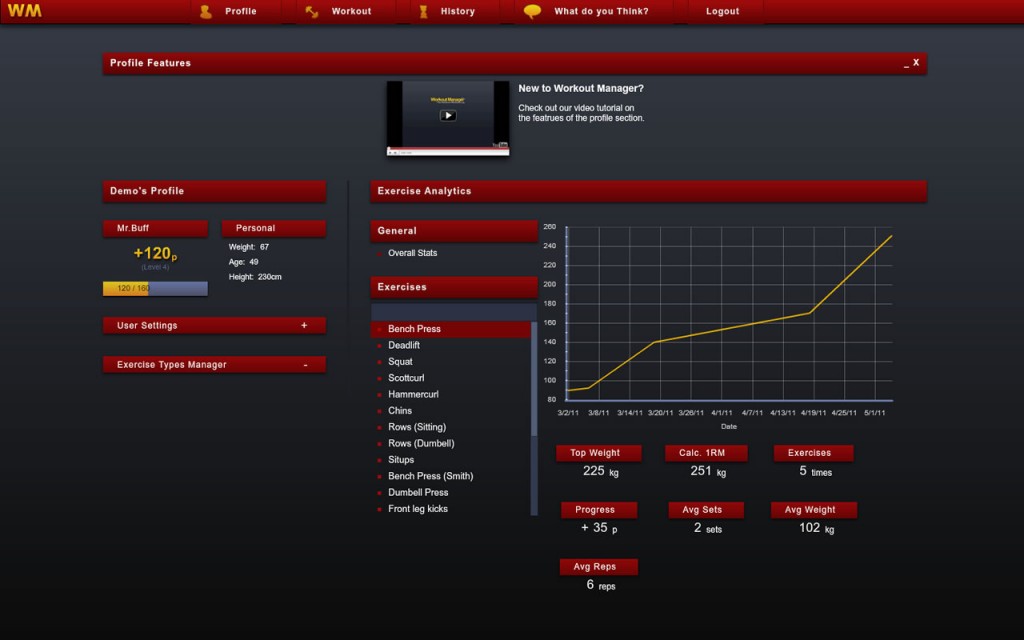 WM
Profile
Workout
History
What do you Think?
Logout
Profile Features
_ X
Workout Manager
New to Workout Manager?
Check out our video tutorial on
the featrues of the profile section.
Demo's Profile
Mr.Buff
+120p
(Level 4)
120 / 160
Personal
Weight: 67
Age: 49
Height: 230cm
User Settings +
Exercise Types Manager -
Exercise Analytics
General
Overall Stats
Exercises
Bench Press
Deadlift
Squat
Scottcurl
Hammercurl
Chins
Rows (Sitting)
Rows (Dumbell)
Situps
Bench Press (Smith)
Dumbell Press
Front leg kicks
260
240
220
200
180
160
140
120
100
80
3/2/11 3/8/11 3/14/11 3/20/11 3/26/11 4/1/11 4/7/11 4/13/11 4/19/11 4/25/11 5/1/11
Date
Top Weight
225 kg
Calc. 1RM
251 kg
Exercises
5 times
Progress
+ 35 p
Avg Sets
2 sets
Avg Weight
102 kg
Avg Reps
6 reps